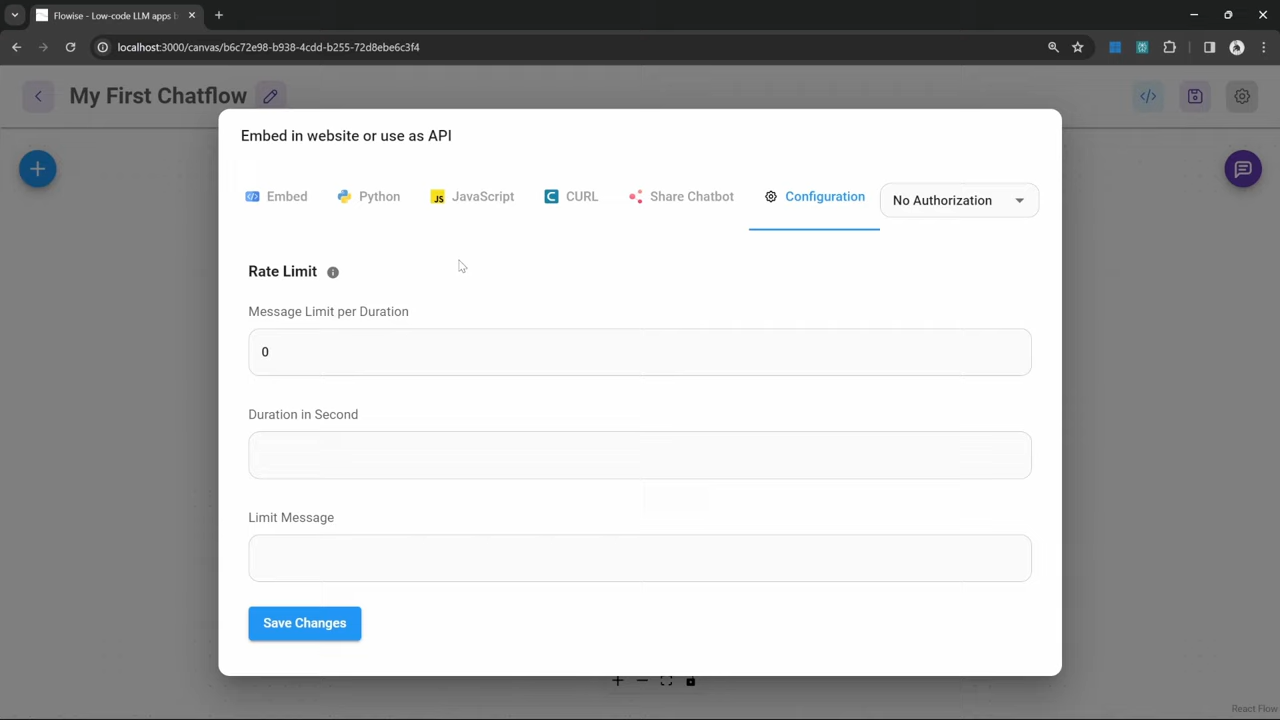 Flowise - Low-code LLM apps b
localhost:3000/canvas/b6c72e98-b938-4cdd-b255-72d8ebe6c3f4
My First Chatflow
Embed in website or use as API
Embed
Python
JS JavaScript
CURL
Share Chatbot
Configuration
No Authorization
Rate Limit
Message Limit per Duration
0
Duration in Second
Limit Message
Save Changes
React Flow